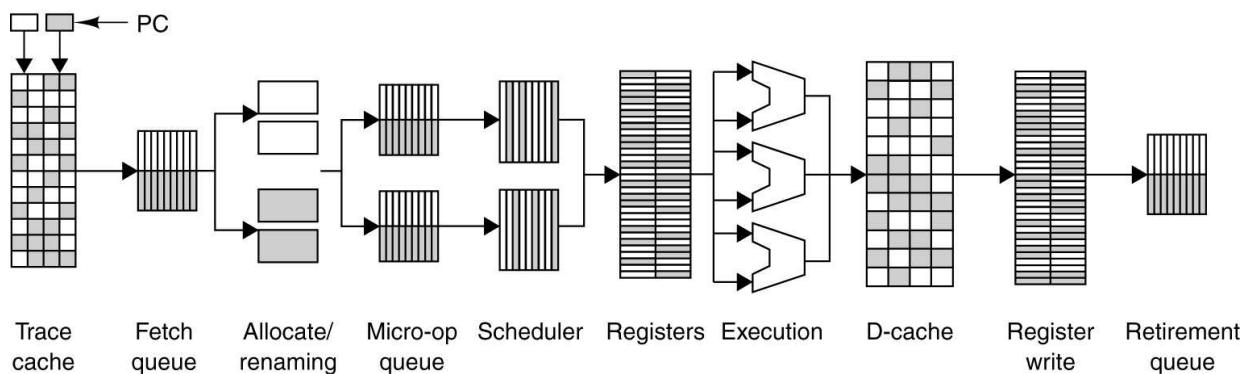 PC
Trace
cache
Fetch
queue
Allocate/
renaming
Micro-op
queue
Scheduler
Registers
Execution
D-cache
Register
write
Retirement
queue